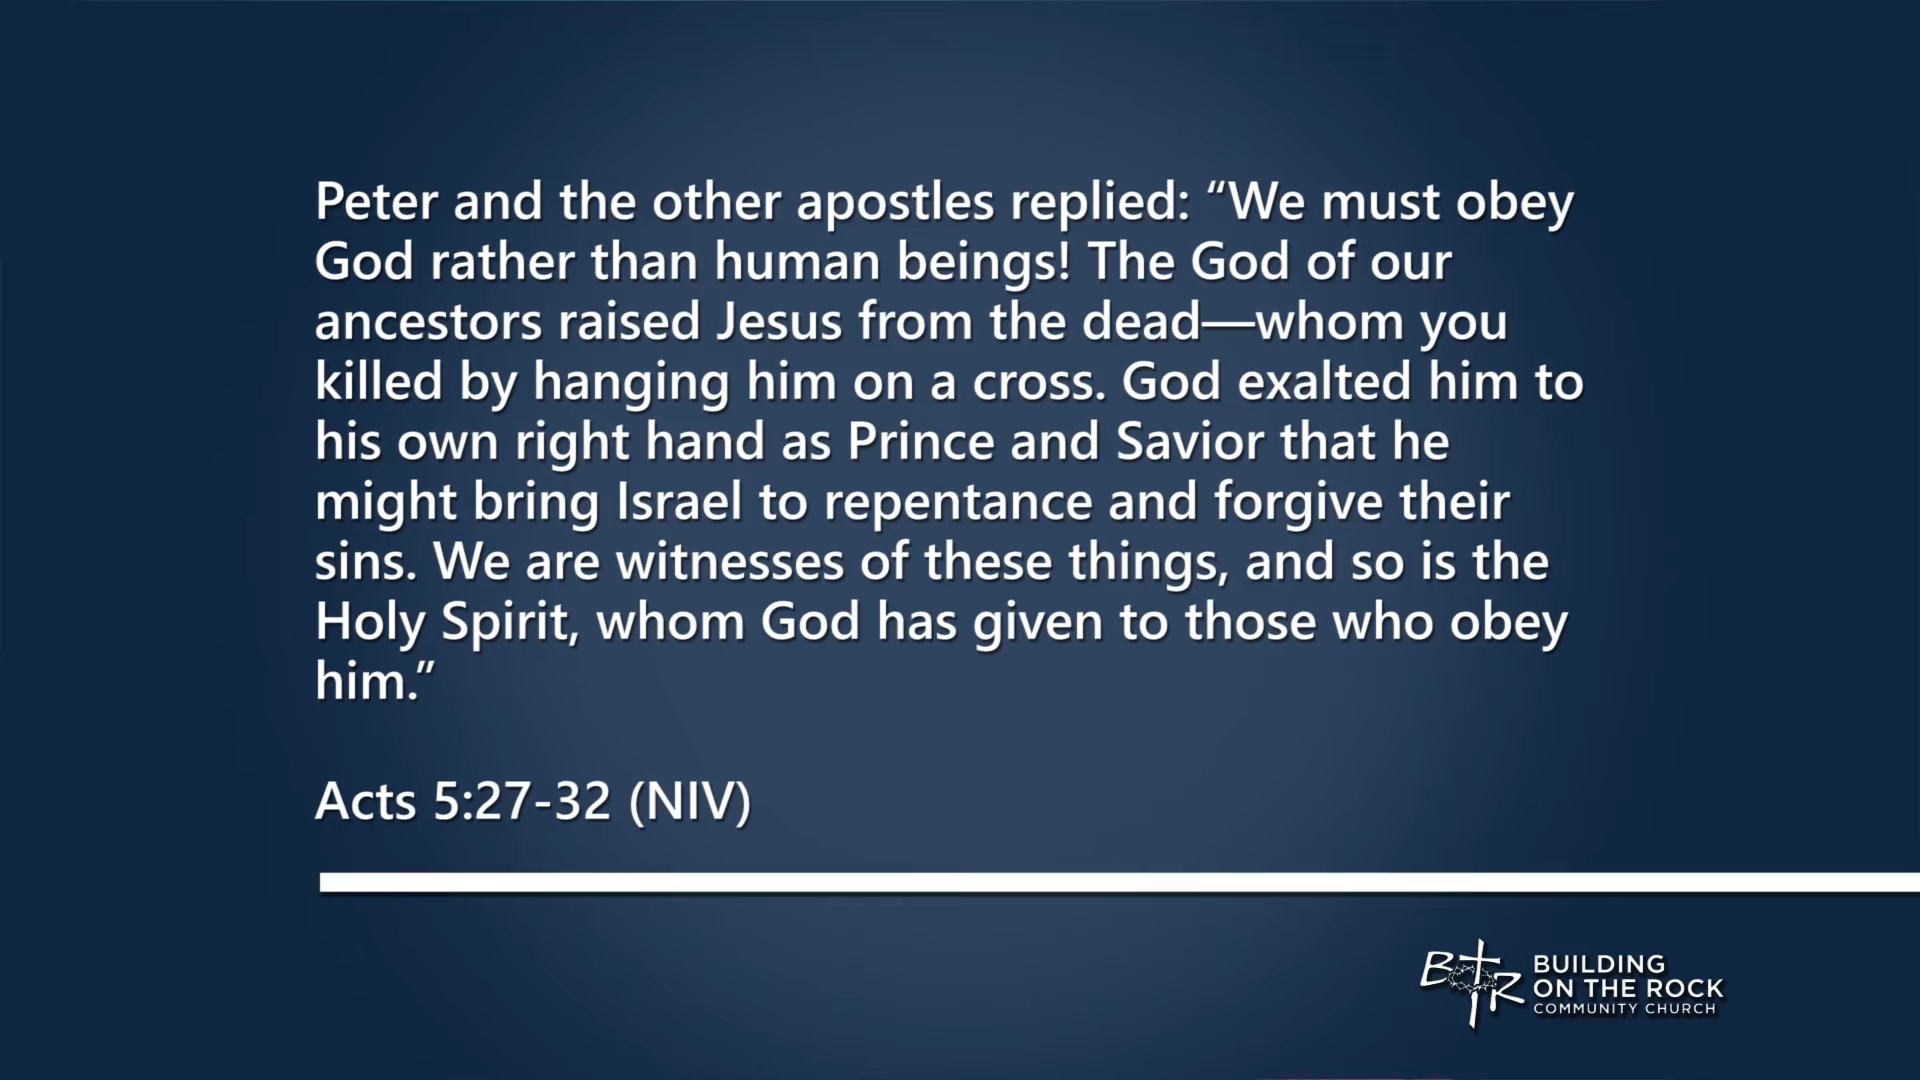 Peter and the other apostles replied: “We must obey
God rather than human beings! The God of our
ancestors raised Jesus from the dead—whom you
killed by hanging him on a cross. God exalted him to
his own right hand as Prince and Savior that he
might bring Israel to repentance and forgive their
sins. We are witnesses of these things, and so is the
Holy Spirit, whom God has given to those who obey
him.”
Acts 5:27-32 (NIV)
BTR
BUILDING
ON THE ROCK
COMMUNITY CHURCH